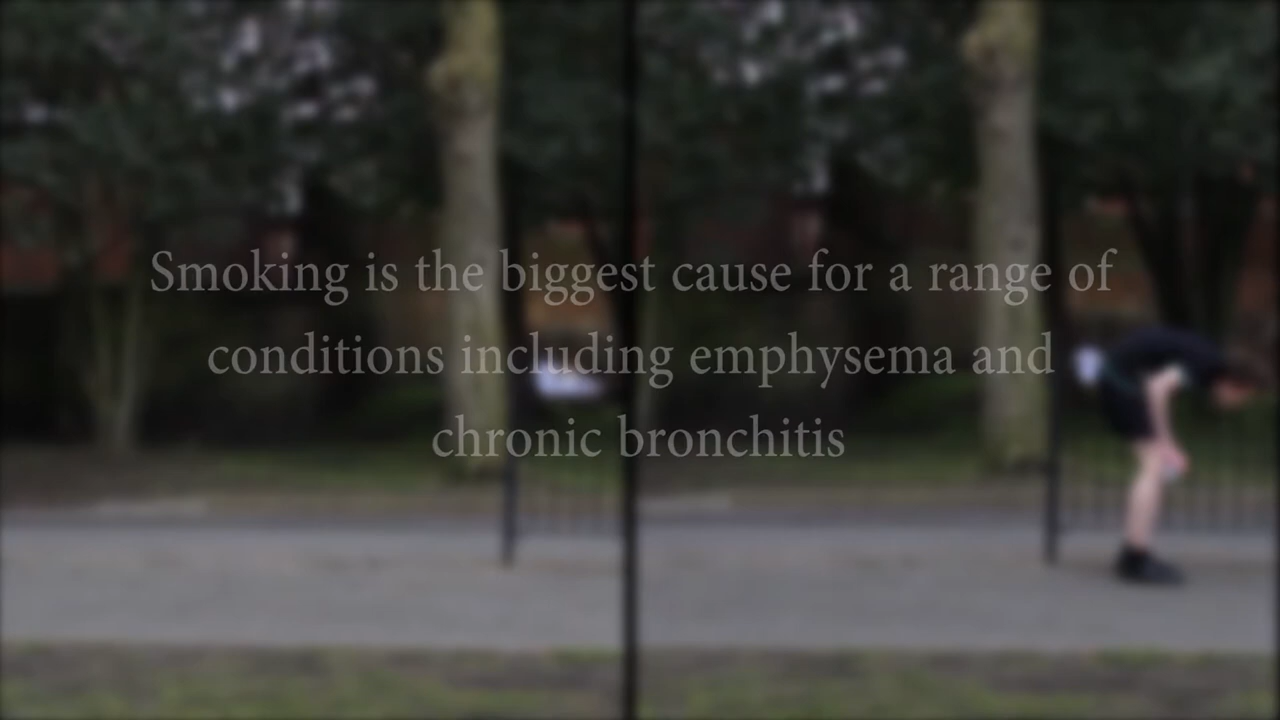 Smoking is the biggest cause for a range of
conditions including emphysema and
chronic bronchitis